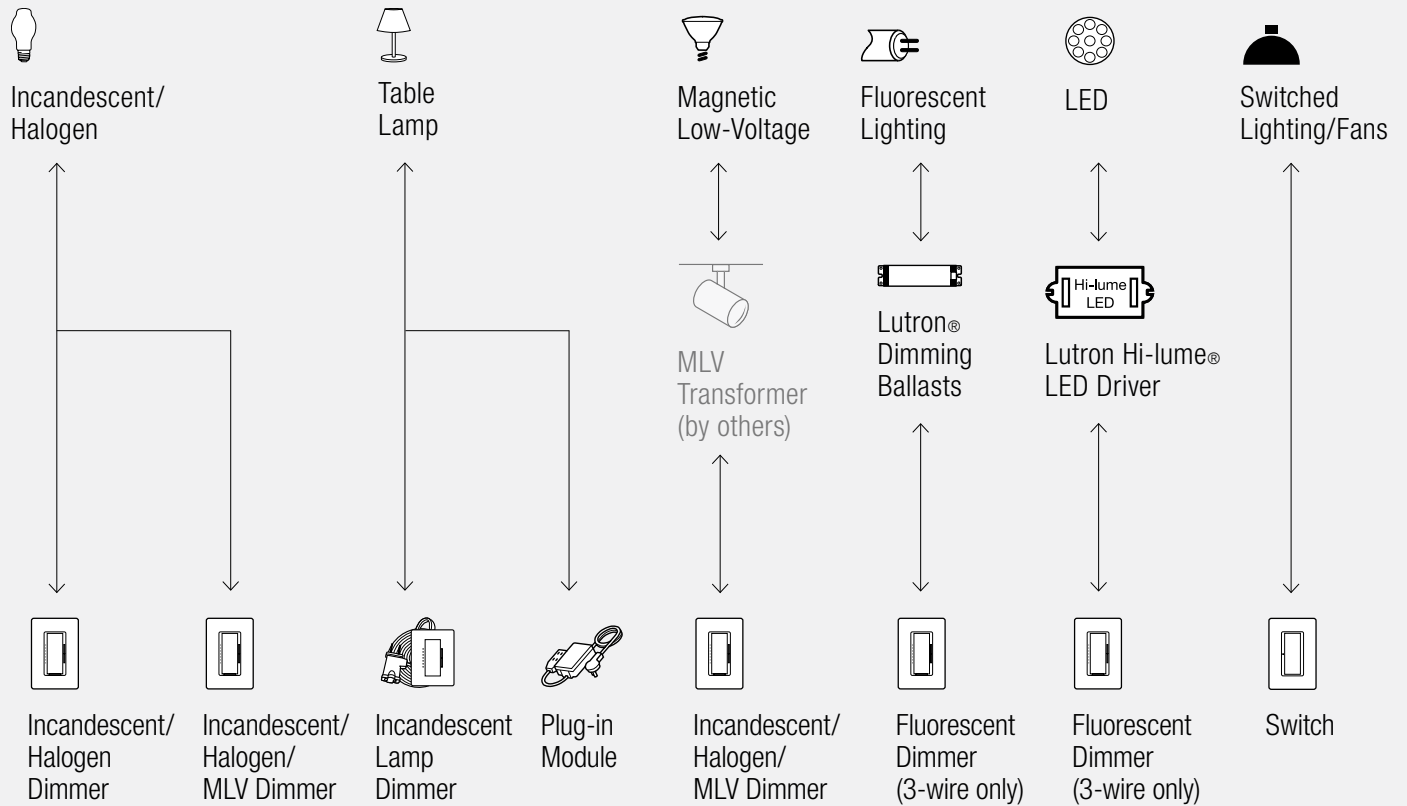 Incandescent/
Halogen
Table
Lamp
Magnetic
Low-Voltage
Fluorescent
Lighting
LED
Switched
Lighting/Fans
MLV
Transformer
(by others)
Lutron®
Dimming
Ballasts
Hi-lume
LED
Lutron Hi-lume®
LED Driver
Incandescent/
Halogen
Dimmer
Incandescent/
Halogen/
MLV Dimmer
Incandescent
Lamp
Dimmer
Plug-in
Module
Incandescent/
Halogen/
MLV Dimmer
Fluorescent
Dimmer
(3-wire only)
Fluorescent
Dimmer
(3-wire only)
Switch